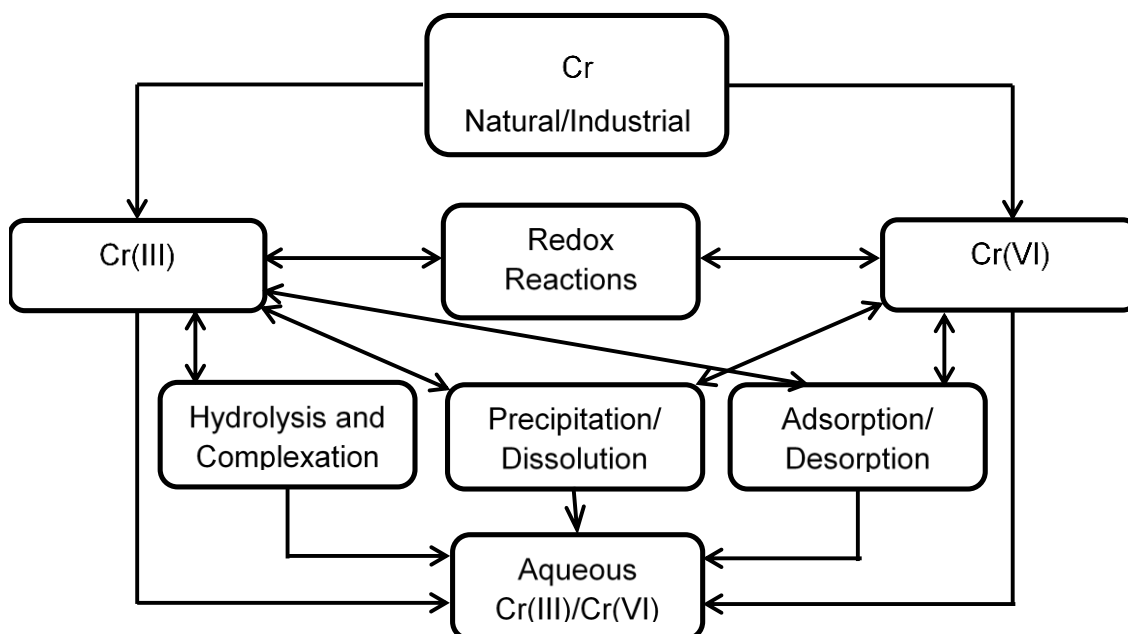 Cr
Natural/Industrial
Cr(III)
Redox
Reactions
Cr(VI)
Hydrolysis and
Complexation
Precipitation/
Dissolution
Adsorption/
Desorption
Aqueous
Cr(III)/Cr(VI)